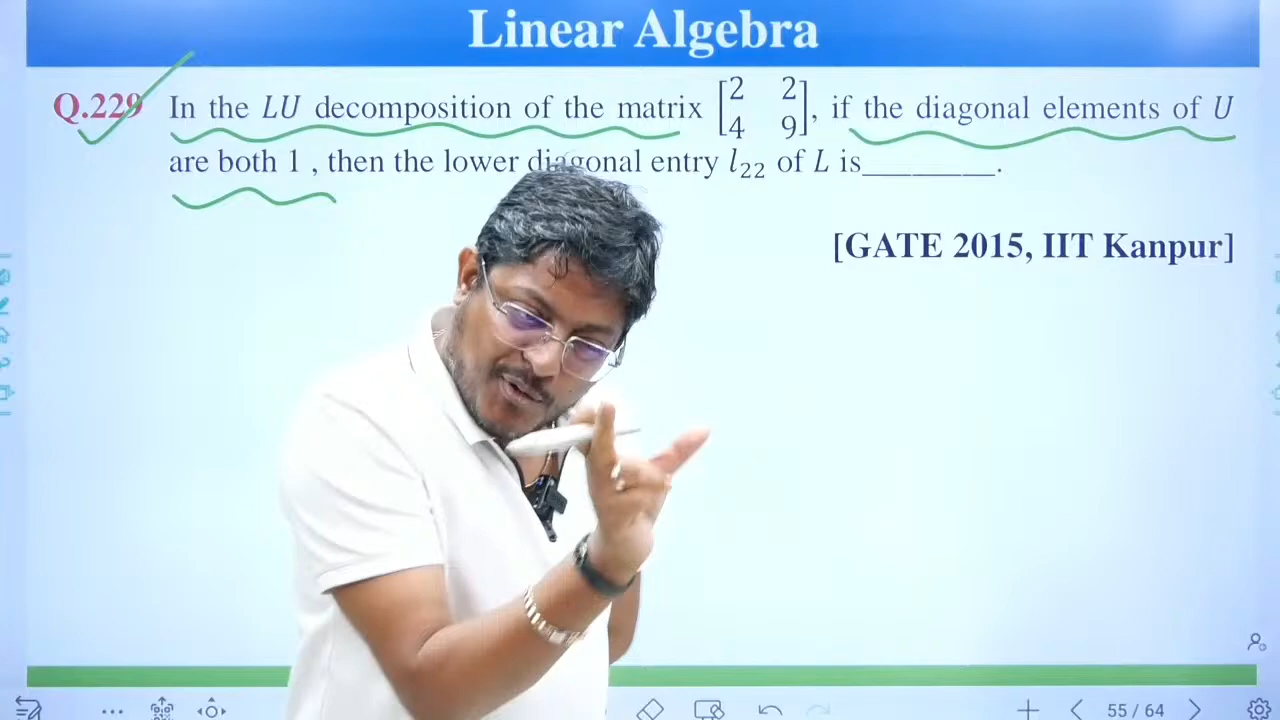 Linear Algebra
Q.229 In the LU decomposition of the matrix [2 2; 4 9], if the diagonal elements of U
are both 1 , then the lower diagonal entry l₂₂ of L is________.
[GATE 2015, IIT Kanpur]
55 / 64